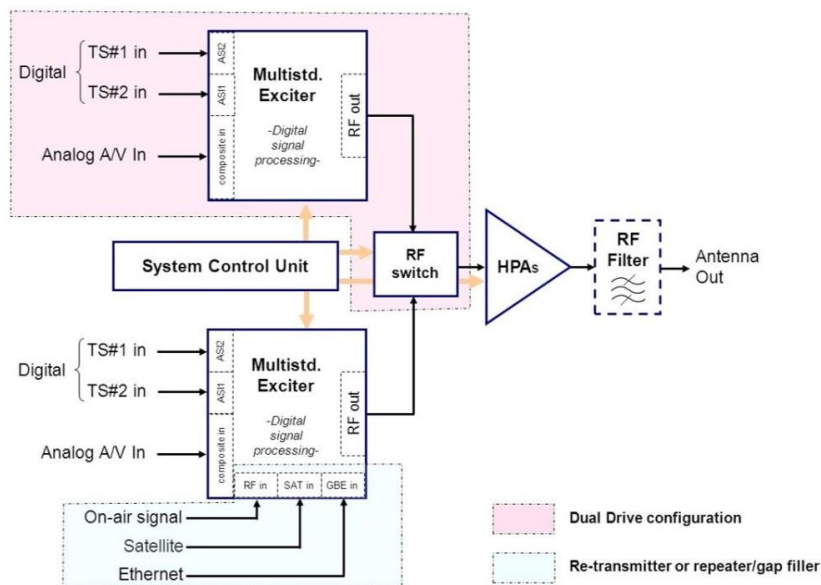 Digital
TS#1 in
TS#2 in
Analog A/V In
ASI2
ASI1
composite in
Multistd.
Exciter
-Digital
signal
processing-
RF out
System Control Unit
RF
switch
HPAs
RF
Filter
Antenna
Out
Digital
TS#1 in
TS#2 in
Analog A/V In
ASI2
ASI1
composite in
Multistd.
Exciter
-Digital
signal
processing-
RF out
RF in
SAT in
GBE in
On-air signal
Satellite
Ethernet
Dual Drive configuration
Re-transmitter or repeater/gap filler